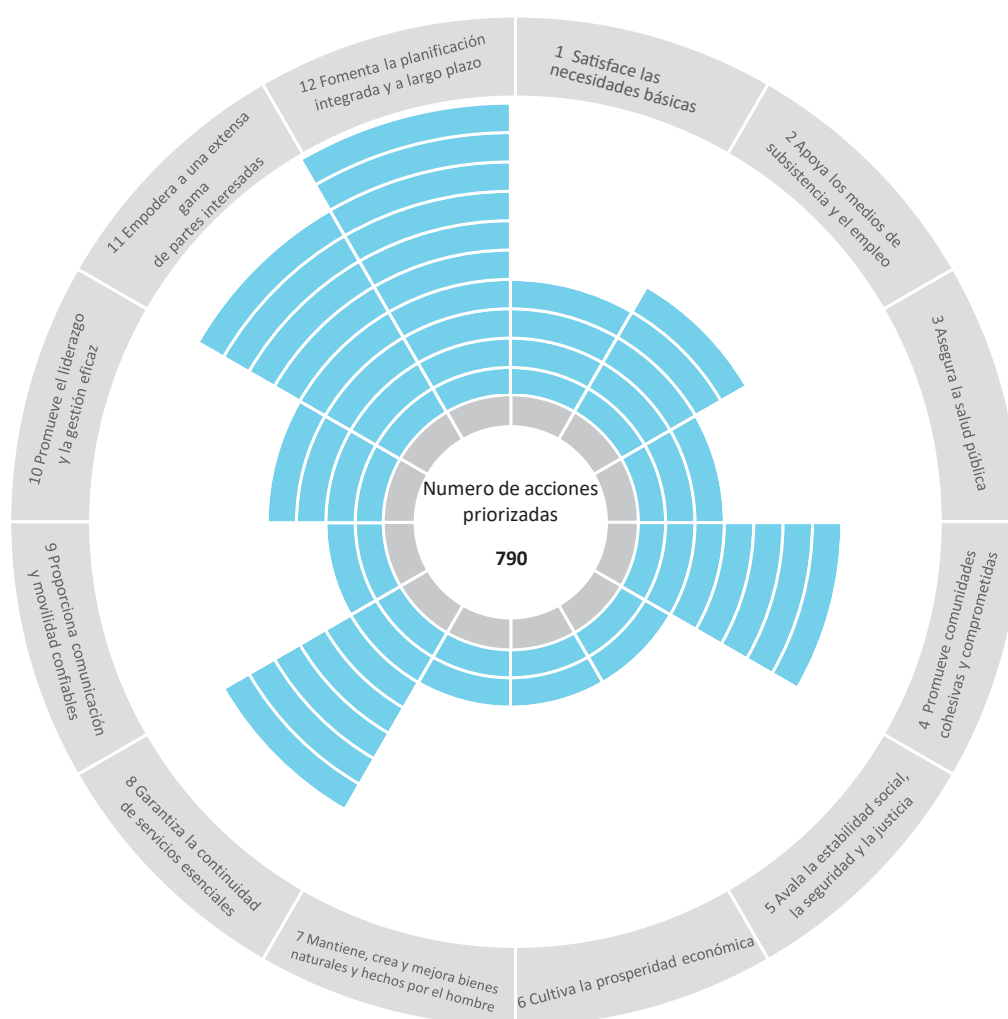 1 Satisface las
necesidades básicas
2 Apoya los medios de
subsistencia y el empleo
3 Asegura la salud pública
4 Promueve comunidades
cohesivas y comprometidas
5 Avala la estabilidad social,
la seguridad y la justicia
6 Cultiva la prosperidad económica
7 Mantiene, crea y mejora bienes
naturales y hechos por el hombre
8 Garantiza la continuidad
de servicios esenciales
9 Proporciona comunicación
y movilidad confiables
10 Promueve el liderazgo
y la gestión eficaz
11 Empodera a una extensa
gama
de partes interesadas
12 Fomenta la planificación
integrada y a largo plazo
Numero de acciones
priorizadas
790